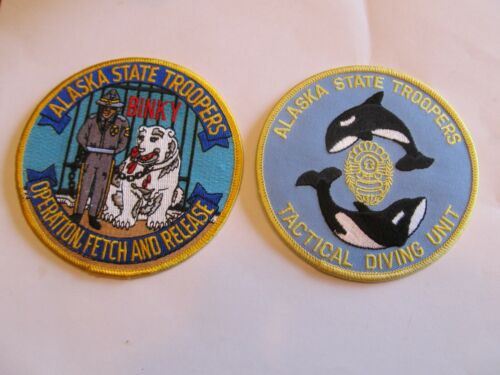 ALASKA STATE TROOPERS
BINKY
OPERATION, FETCH AND RELEASE
ALASKA STATE TROOPERS
TACTICAL DIVING UNIT